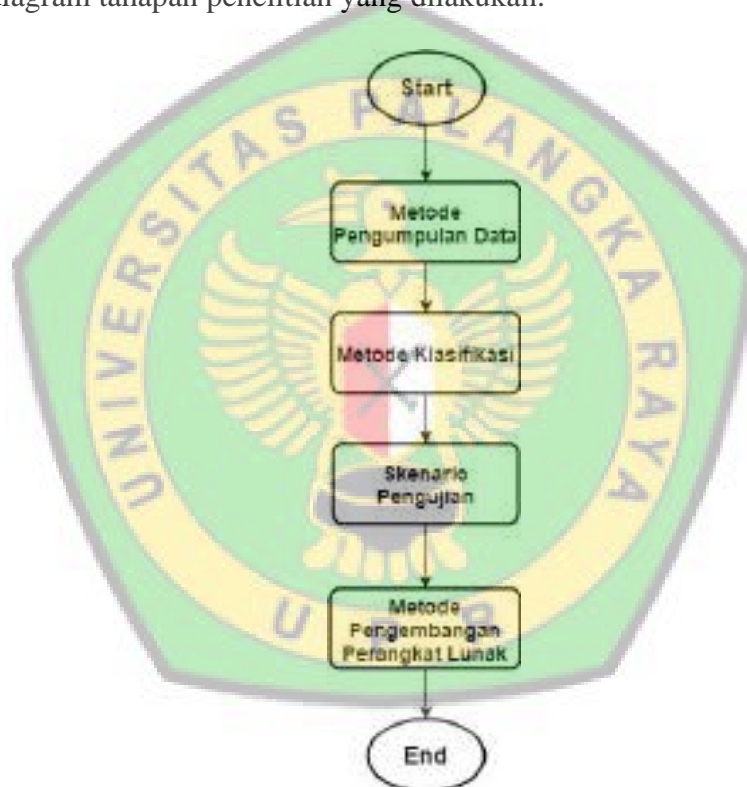 diagram tahapan penelitian yang dilakukan.
UNIVERSITAS PALANGKA RAYA
Start
Metode
Pengumpulan Data
Metode Klasifikasi
Skenario
Pengujian
Metode
Pengembangan
Perangkat Lunak
UPR
End